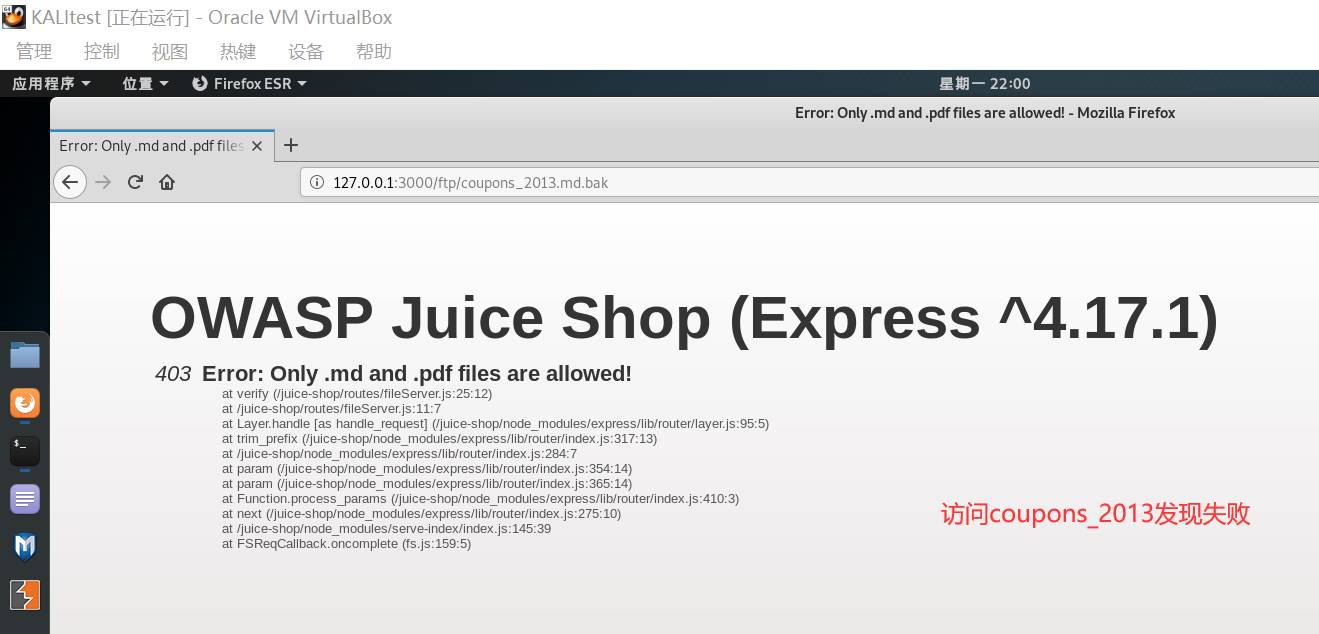 KALItest [正在运行] - Oracle VM VirtualBox
管理 控制 视图 热键 设备 帮助
应用程序 位置 Firefox ESR 星期一 22:00
Error: Only .md and .pdf files are allowed! - Mozilla Firefox
Error: Only .md and .pdf files
127.0.0.1:3000/ftp/coupons_2013.md.bak
OWASP Juice Shop (Express ^4.17.1)
403 Error: Only .md and .pdf files are allowed!
at verify (/juice-shop/routes/fileServer.js:25:12)
at /juice-shop/routes/fileServer.js:11:7
at Layer.handle [as handle_request] (/juice-shop/node_modules/express/lib/router/layer.js:95:5)
at trim_prefix (/juice-shop/node_modules/express/lib/router/index.js:317:13)
at /juice-shop/node_modules/express/lib/router/index.js:284:7
at param (/juice-shop/node_modules/express/lib/router/index.js:354:14)
at param (/juice-shop/node_modules/express/lib/router/index.js:365:14)
at Function.process_params (/juice-shop/node_modules/express/lib/router/index.js:410:3)
at next (/juice-shop/node_modules/express/lib/router/index.js:275:10)
at /juice-shop/node_modules/serve-index/index.js:145:39
at FSReqCallback.oncomplete (fs.js:159:5)
访问coupons_2013发现失败